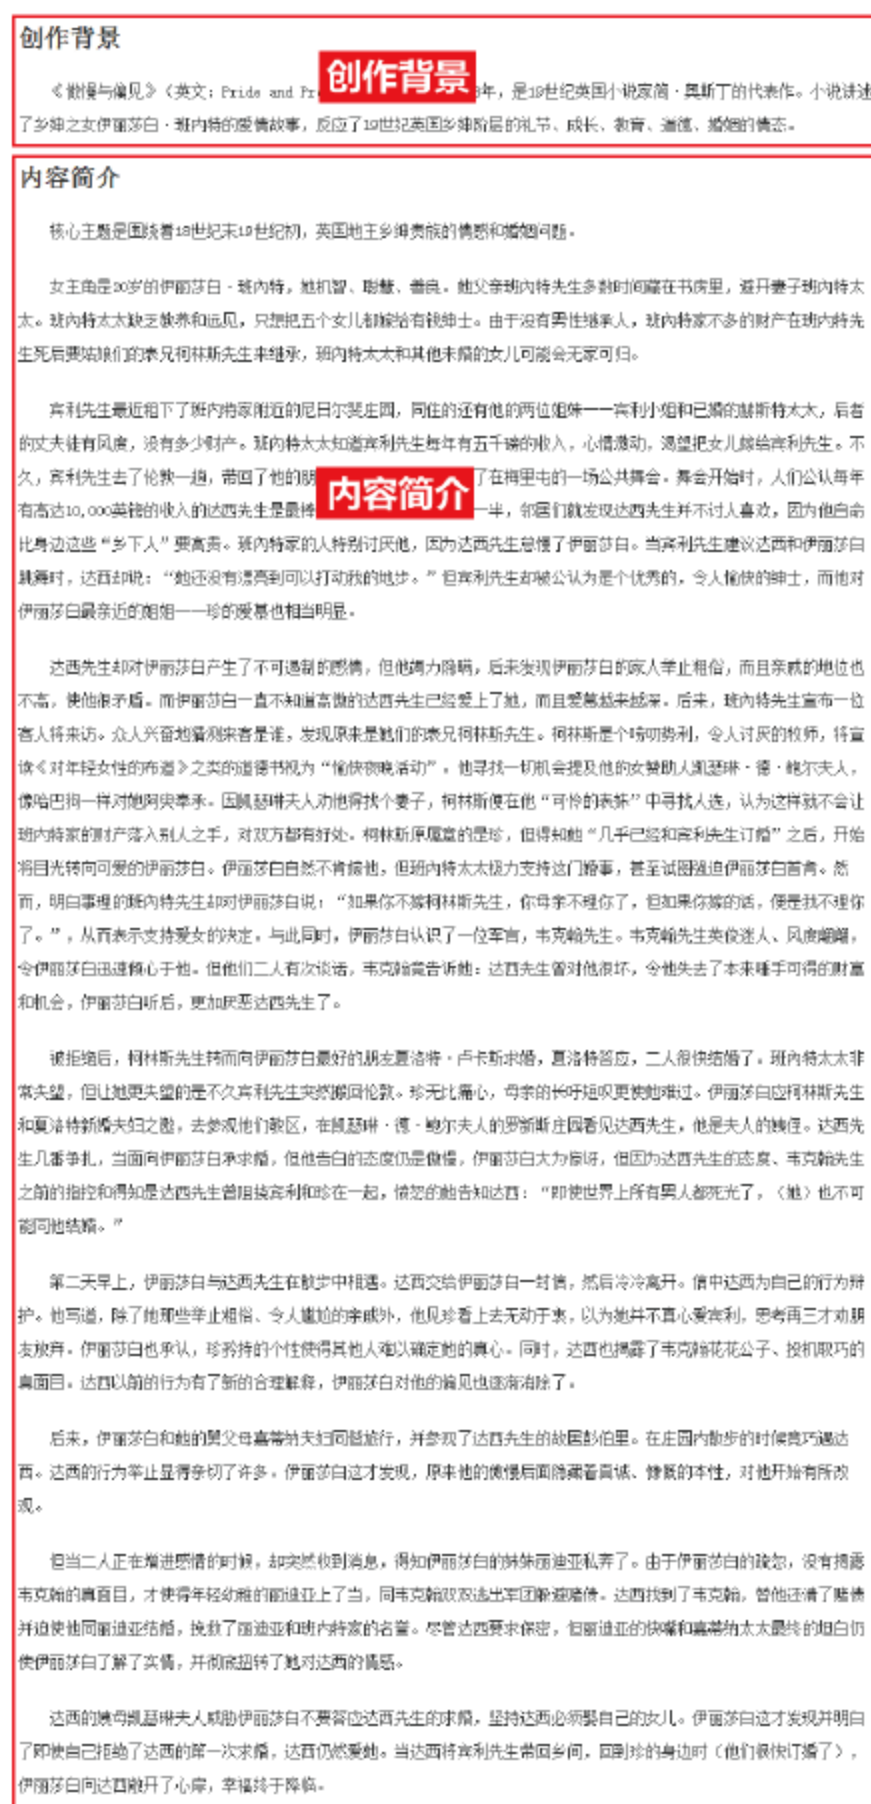 创作背景
《傲慢与偏见》（英文：Pride and Pr
创作背景
年，是19世纪英国小说家简·奥斯丁的代表作。小说讲述
了乡绅之女伊丽莎白·班内特的爱情故事，反应了19世纪英国乡绅阶层的礼节、成长、教育、道德、婚姻的情态。
内容简介
核心主题是围绕着18世纪末19世纪初，英国地主乡绅贵族的情感和婚姻问题。
女主角是20岁的伊丽莎白·班内特，她机智、聪慧、善良。她父亲班内特先生多数时间藏在书房里，避开妻子班内特太
太。班内特太太缺乏教养和远见，只想把五个女儿都嫁给有钱绅士。由于没有男性继承人，班内特家不多的财产在班内特先
生死后要姑娘们的表兄柯林斯先生来继承，班内特太太和其他未婚的女儿可能会无家可归。
宾利先生最近租下了班内特家附近的尼日尔斐庄园，同住的还有他的两位姐妹——宾利小姐和已婚的赫斯特太太，后者
的丈夫徒有风度，没有多少财产。班内特太太知道宾利先生每年有五千磅的收入，心情激动，渴望把女儿嫁给宾利先生。不
久，宾利先生去了伦敦一趟，带回了他的朋
了在梅里屯的一场公共舞会。舞会开始时，人们公认每年
内容简介
有高达10,000英镑的收入的达西先生是最棒
一半，邻居们就发现达西先生并不讨人喜欢，因为他自命
比身边这些“乡下人”要高贵。班内特家的人特别讨厌他，因为达西先生怠慢了伊丽莎白。当宾利先生建议达西和伊丽莎白
跳舞时，达西却说：“她还没有漂亮到可以打动我的地步。”但宾利先生却被公认为是个优秀的，令人愉快的绅士，而他对
伊丽莎白最亲近的姐姐——珍的爱慕也相当明显。
达西先生却对伊丽莎白产生了不可遏制的感情，但他竭力隐瞒，后来发现伊丽莎白的家人举止粗俗，而且亲戚的地位也
不高，使他很矛盾。而伊丽莎白一直不知道高傲的达西先生已经爱上了她，而且爱慕越来越深。后来，班内特先生宣布一位
客人将来访。众人兴奋地猜测来客是谁，发现原来是她们的表兄柯林斯先生。柯林斯是个唠叨势利，令人讨厌的牧师，将宣
读《对年轻女性的布道》之类的道德书视为“愉快夜晚活动”。他寻找一切机会提及他的女赞助人凯瑟琳·德·鲍尔夫人，
像哈巴狗一样对她阿臾奉承。因凯瑟琳夫人劝他得找个妻子，柯林斯便在他“可怜的表妹”中寻找人选，认为这样就不会让
班内特家的财产落入别人之手，对双方都有好处。柯林斯原属意的是珍，但得知她“几乎已经和宾利先生订婚”之后，开始
将目光转向可爱的伊丽莎白。伊丽莎白自然不肯嫁他，但班内特太太极力支持这门婚事，甚至试图强迫伊丽莎白首肯。然
而，明白事理的班内特先生却对伊丽莎白说：“如果你不嫁柯林斯先生，你母亲不理你了，但如果你嫁的话，便是我不理你
了。”，从而表示支持爱女的决定。与此同时，伊丽莎白认识了一位军官，韦克翰先生。韦克翰先生英俊迷人、风度翩翩，
令伊丽莎白迅速倾心于他。但他们二人有次谈话，韦克翰竟告诉她：达西先生曾对他很坏，令他失去了本来唾手可得的财富
和机会，伊丽莎白听后，更加厌恶达西先生了。
被拒绝后，柯林斯先生转而向伊丽莎白最好的朋友夏洛特·卢卡斯求婚，夏洛特答应，二人很快结婚了。班内特太太非
常失望，但让她更失望的是不久宾利先生突然搬回伦敦。珍无比痛心，母亲的长吁短叹更使她难过。伊丽莎白应柯林斯先生
和夏洛特新婚夫妇之邀，去参观他们教区，在凯瑟琳·德·鲍尔夫人的罗新斯庄园看见达西先生，他是夫人的姨侄。达西先
生几番争扎，当面向伊丽莎白承求婚，但他告白的态度仍是傲慢，伊丽莎白大为惊讶，但因为达西先生的态度、韦克翰先生
之前的指控和得知是达西先生曾阻挠宾利和珍在一起，愤怒的她告知达西：“即使世界上所有男人都死光了，（她）也不可
能同他结婚。”
第二天早上，伊丽莎白与达西先生在散步中相遇。达西交给伊丽莎白一封信，然后冷冷离开。信中达西为自己的行为辩
护。他写道，除了她那些举止粗俗、令人尴尬的亲戚外，他见珍看上去无动于衷，以为她并不真心爱宾利，思考再三才劝朋
友放弃。伊丽莎白也承认，珍矜持的个性使得其他人难以确定她的真心。同时，达西也揭露了韦克翰花花公子、投机取巧的
真面目。达西以前的行为有了新的合理解释，伊丽莎白对他的偏见也逐渐消除了。
后来，伊丽莎白和她的舅父母嘉蒂纳夫妇同僼旅行，并参观了达西先生的故居彭伯里。在庄园内散步的时候竟巧遇达
西。达西的行为举止显得亲切了许多。伊丽莎白这才发现，原来他的傲慢后面隐藏着真诚、慷慨的本性，对他开始有所改
观。
但当二人正在增进感情的时候，却突然收到消息，得知伊丽莎白的妹妹丽迪亚私弃了。由于伊丽莎白的疏忽，没有揭露
韦克翰的真面目，才使得年轻幼稚的丽迪亚上了当，同韦克翰双双逃出军团躲避赌债。达西找到了韦克翰，替他还清了赌债
并迫使他同丽迪亚结婚，挽救了丽迪亚和班内特家的名誉。尽管达西要求保密，但丽迪亚的快嘴和嘉蒂纳太太最终的坦白仍
使伊丽莎白了解了实情，并彻底扭转了她对达西的情感。
达西的姨母凯瑟琳夫人威胁伊丽莎白不要答应达西先生的求婚，坚持达西必须娶自己的女儿。伊丽莎白这才发现并明白
了即使自己拒绝了达西的第一次求婚，达西仍然爱她。当达西将宾利先生带回乡间，回到珍的身边时（他们很快订婚了），
伊丽莎白向达西敞开了心扉，幸福终于降临。